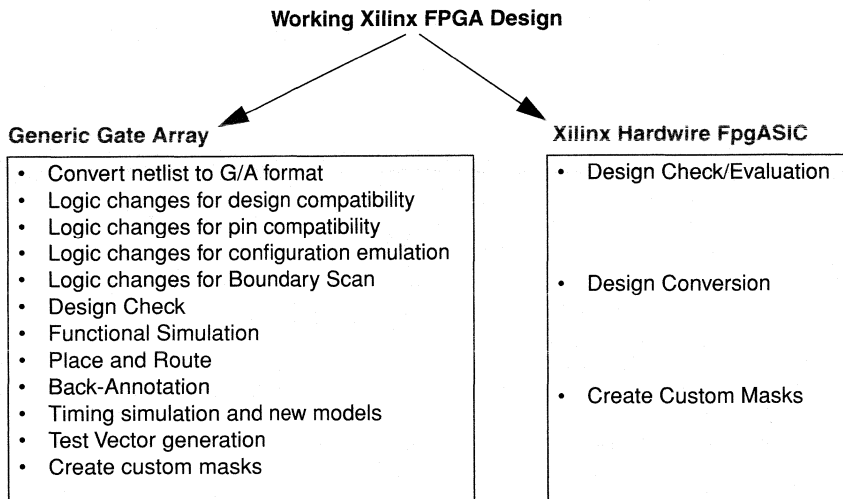 Working Xilinx FPGA Design
Generic Gate Array
• Convert netlist to G/A format
• Logic changes for design compatibility
• Logic changes for pin compatibility
• Logic changes for configuration emulation
• Logic changes for Boundary Scan
• Design Check
• Functional Simulation
• Place and Route
• Back-Annotation
• Timing simulation and new models
• Test Vector generation
• Create custom masks
Xilinx Hardwire FpgASIC
• Design Check/Evaluation
• Design Conversion
• Create Custom Masks